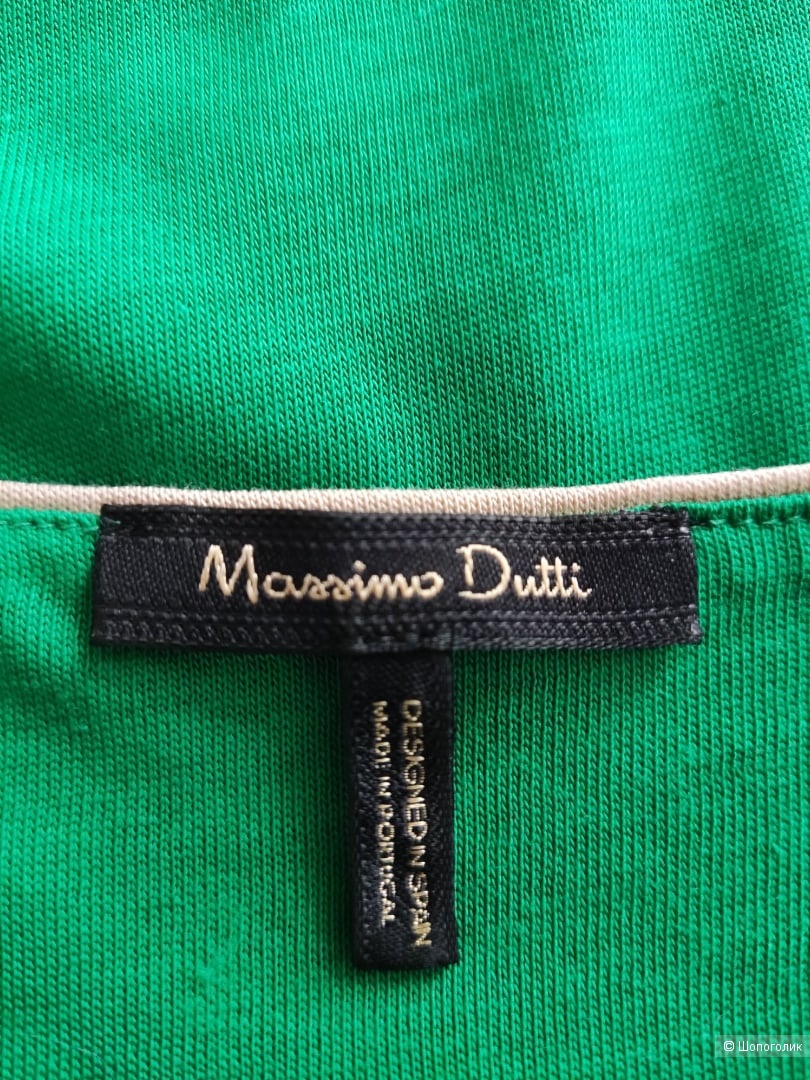 Massimo Dutti
DESIGNED IN SPAIN
MADE IN PORTUGAL
© Шопоголик